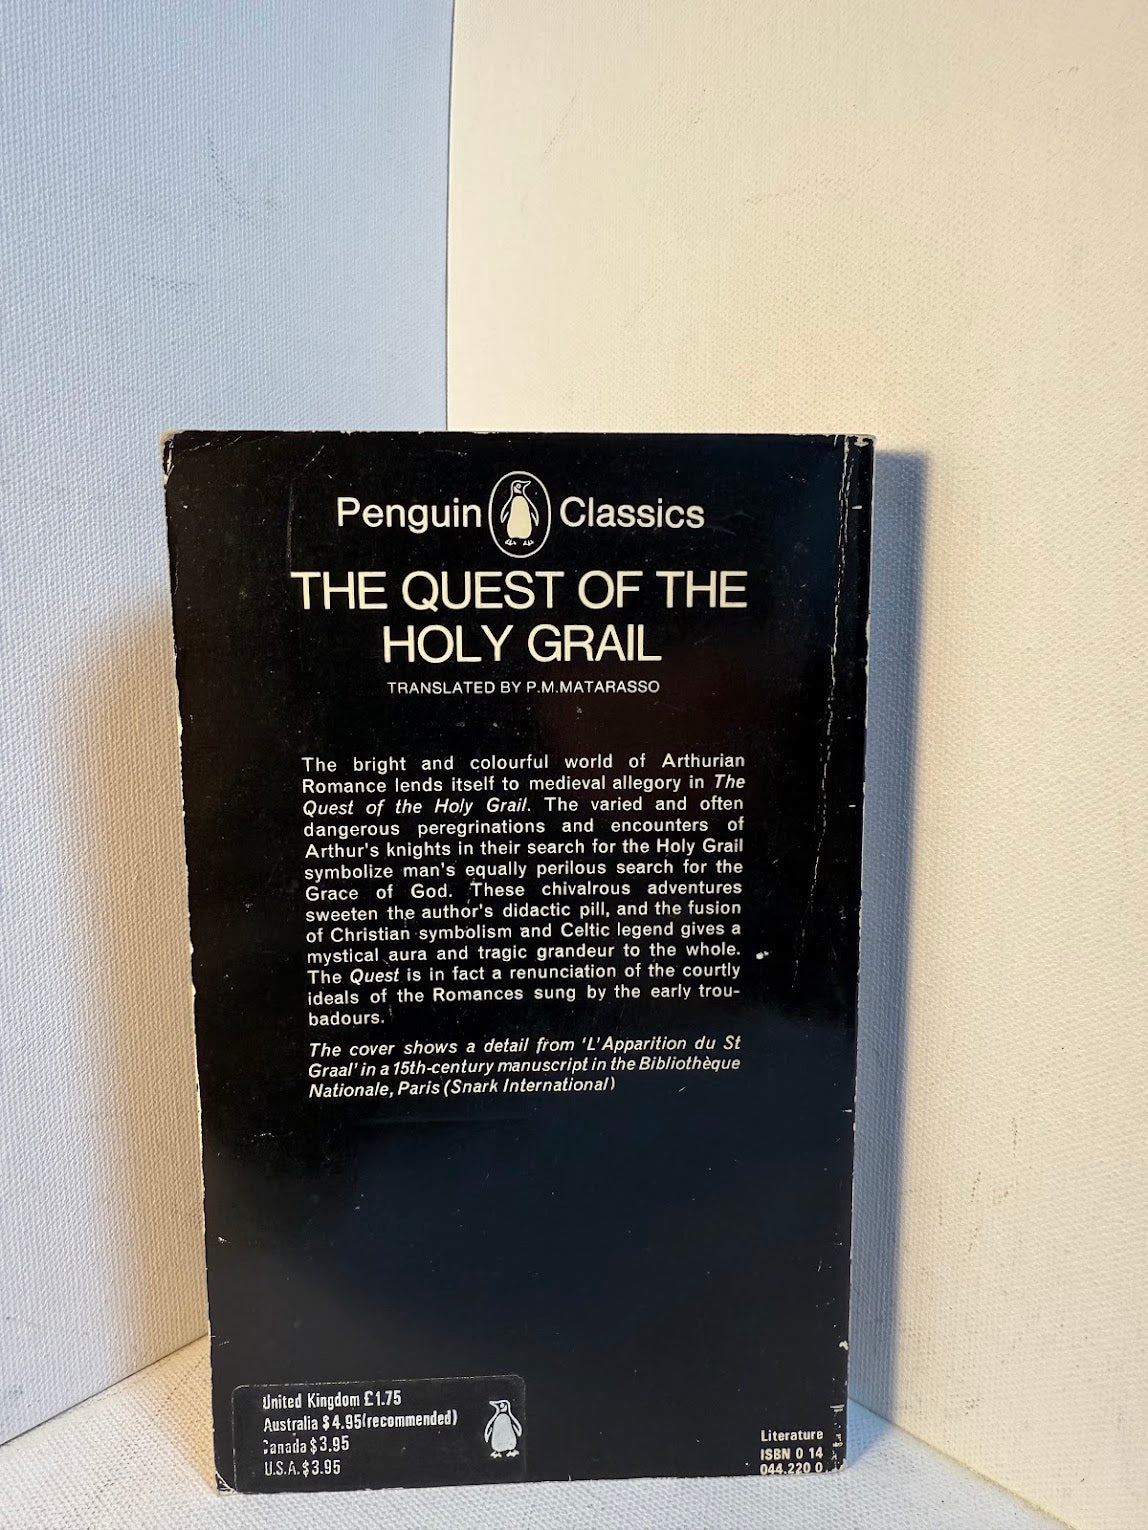 Penguin Classics
THE QUEST OF THE
HOLY GRAIL
TRANSLATED BY P.M.MATARASSO
The bright and colourful world of Arthurian
Romance lends itself to medieval allegory in The
Quest of the Holy Grail. The varied and often
dangerous peregrinations and encounters of
Arthur's knights in their search for the Holy Grail
symbolize man's equally perilous search for the
Grace of God. These chivalrous adventures
sweeten the author's didactic pill, and the fusion
of Christian symbolism and Celtic legend gives a
mystical aura and tragic grandeur to the whole.
The Quest is in fact a renunciation of the courtly
ideals of the Romances sung by the early trou-
badours.
The cover shows a detail from 'L'Apparition du St
Graal' in a 15th-century manuscript in the Bibliothèque
Nationale, Paris (Snark International)
United Kingdom £1.75
Australia $4.95(recommended)
Canada $3.95
U.S.A. $3.95
Literature
ISBN 0 14
044.220 0